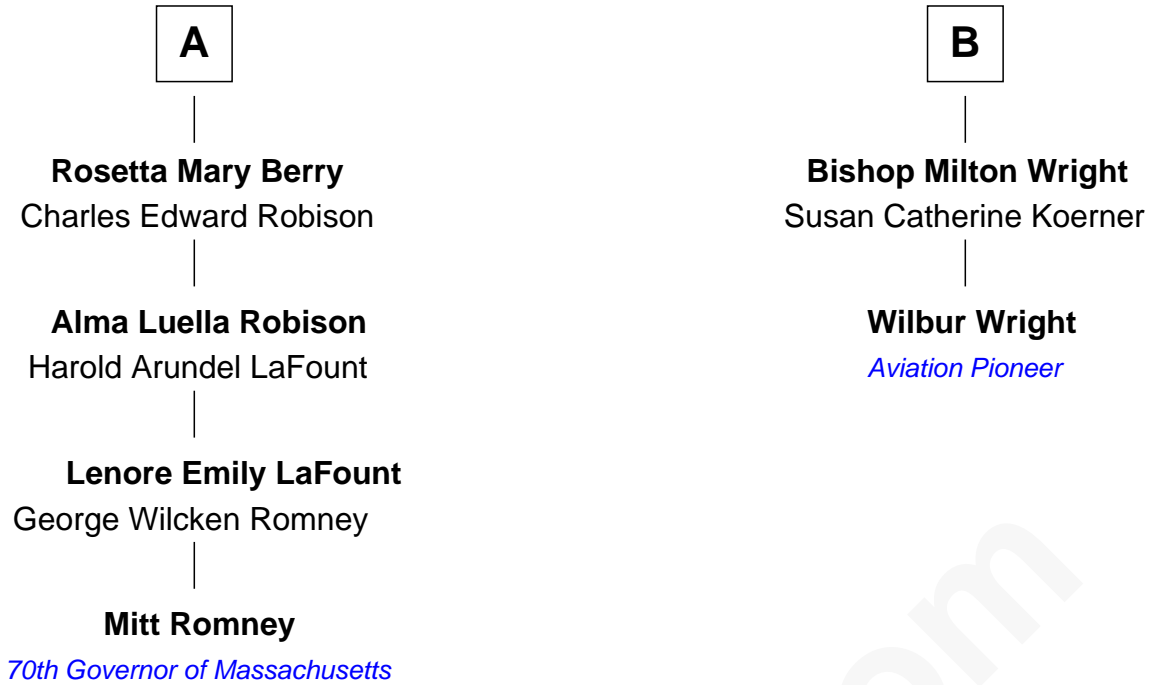 A
B
Rosetta Mary Berry
Charles Edward Robison
Bishop Milton Wright
Susan Catherine Koerner
Alma Luella Robison
Harold Arundel LaFount
Wilbur Wright
Aviation Pioneer
Lenore Emily LaFount
George Wilcken Romney
Mitt Romney
70th Governor of Massachusetts
om